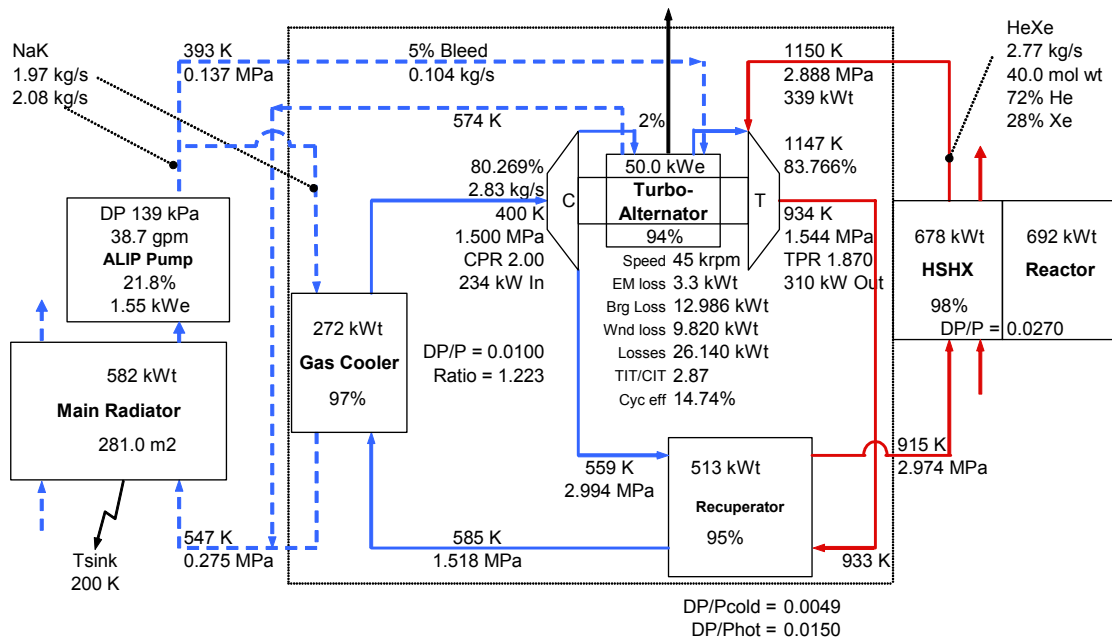 NaK
1.97 kg/s
2.08 kg/s
393 K
0.137 MPa
5% Bleed
0.104 kg/s
574 K
2%
1150 K
2.888 MPa
339 kWt
HeXe
2.77 kg/s
40.0 mol wt
72% He
28% Xe
1147 K
83.766%
80.269%
2.83 kg/s
400 K
1.500 MPa
CPR 2.00
234 kW In
C
50.0 kWe
Turbo-
Alternator
94%
T
934 K
1.544 MPa
TPR 1.870
310 kW Out
Speed 45 krpm
EM loss 3.3 kWt
Brg Loss 12.986 kWt
Wnd loss 9.820 kWt
Losses 26.140 kWt
TIT/CIT 2.87
Cyc eff 14.74%
DP 139 kPa
38.7 gpm
ALIP Pump
21.8%
1.55 kWe
678 kWt
HSHX
98%
DP/P = 0.0270
692 kWt
Reactor
272 kWt
Gas Cooler
97%
DP/P = 0.0100
Ratio = 1.223
582 kWt
Main Radiator
281.0 m2
559 K
2.994 MPa
513 kWt
Recuperator
95%
915 K
2.974 MPa
547 K
0.275 MPa
585 K
1.518 MPa
933 K
Tsink
200 K
DP/Pcold = 0.0049
DP/Phot = 0.0150